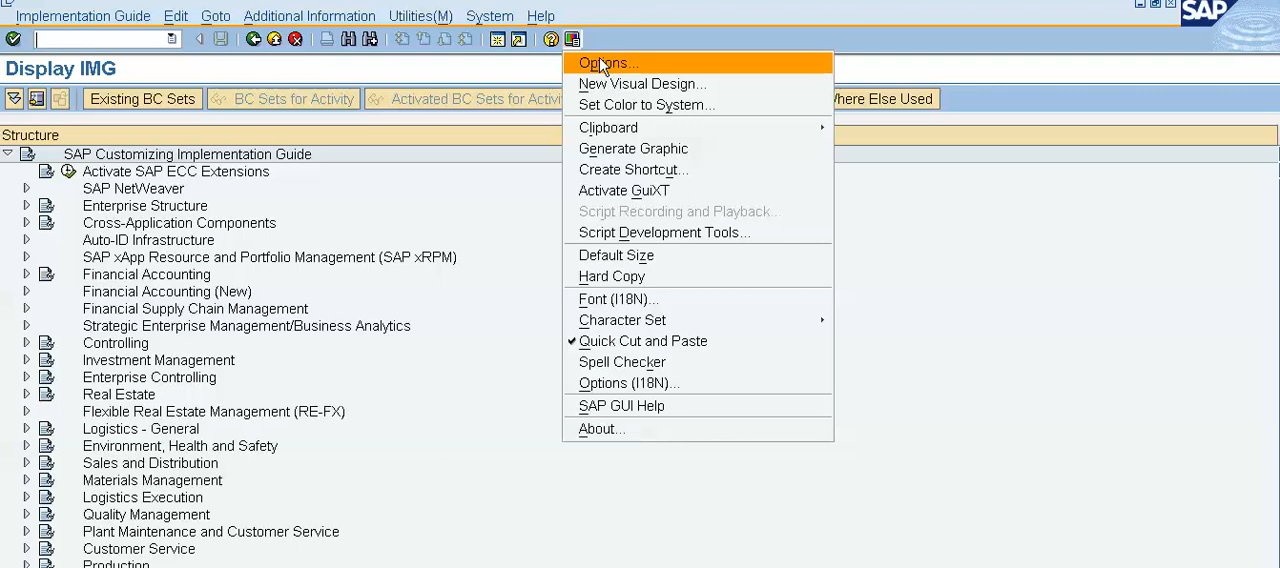 Implementation Guide Edit Goto Additional Information Utilities(M) System Help
SAP
Display IMG
Existing BC Sets BC Sets for Activity Activated BC Sets for Activi Where Else Used
Structure
SAP Customizing Implementation Guide
Activate SAP ECC Extensions
SAP NetWeaver
Enterprise Structure
Cross-Application Components
Auto-ID Infrastructure
SAP xApp Resource and Portfolio Management (SAP xRPM)
Financial Accounting
Financial Accounting (New)
Financial Supply Chain Management
Strategic Enterprise Management/Business Analytics
Controlling
Investment Management
Enterprise Controlling
Real Estate
Flexible Real Estate Management (RE-FX)
Logistics - General
Environment, Health and Safety
Sales and Distribution
Materials Management
Logistics Execution
Quality Management
Plant Maintenance and Customer Service
Customer Service
Production
Options...
New Visual Design...
Set Color to System...
Clipboard
Generate Graphic
Create Shortcut...
Activate GuiXT
Script Recording and Playback...
Script Development Tools...
Default Size
Hard Copy
Font (I18N)...
Character Set
Quick Cut and Paste
Spell Checker
Options (I18N)...
SAP GUI Help
About...